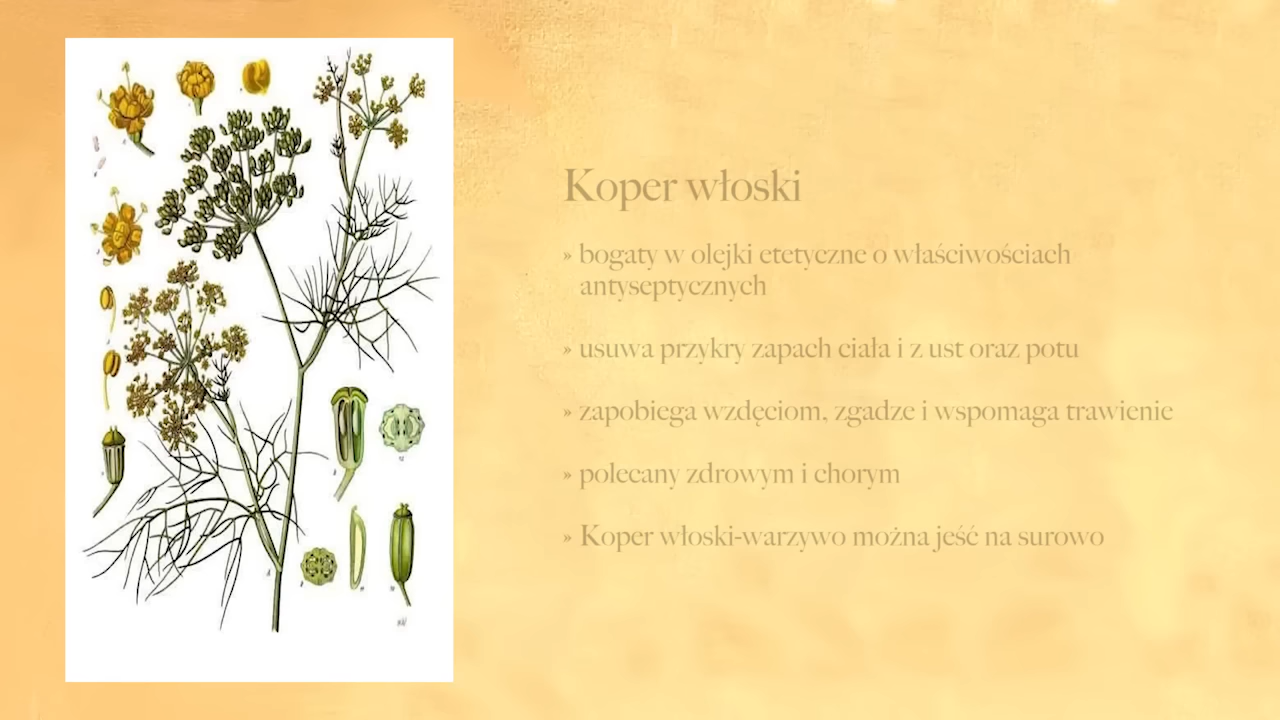 Koper włoski
» bogaty w olejki etetyczne o właściwościach
antyseptycznych
» usuwa przykry zapach ciała i z ust oraz potu
» zapobiega wzdęciom, zgadze i wspomaga trawienie
» polecany zdrowym i chorym
» Koper włoski-warzywo można jeść na surowo